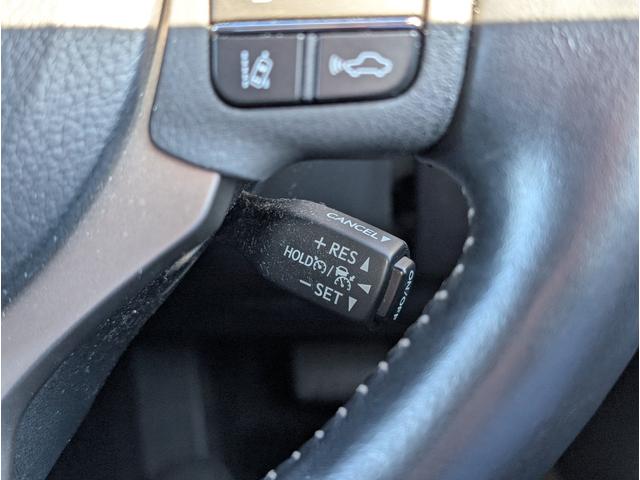 CANCEL
+ RES
HOLD /
− SET
ON/OFF